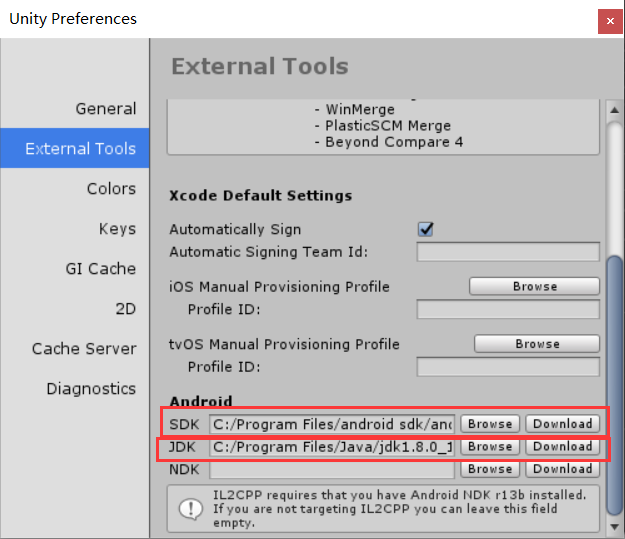 Unity Preferences
External Tools
General
External Tools
Colors
Keys
GI Cache
2D
Cache Server
Diagnostics
- WinMerge
- PlasticSCM Merge
- Beyond Compare 4
Xcode Default Settings
Automatically Sign
Automatic Signing Team Id:
iOS Manual Provisioning Profile Browse
Profile ID:
tvOS Manual Provisioning Profile Browse
Profile ID:
Android
SDK C:/Program Files/android sdk/and Browse Download
JDK C:/Program Files/Java/jdk1.8.0_1 Browse Download
NDK Browse Download
IL2CPP requires that you have Android NDK r13b installed.
If you are not targeting IL2CPP you can leave this field
empty.